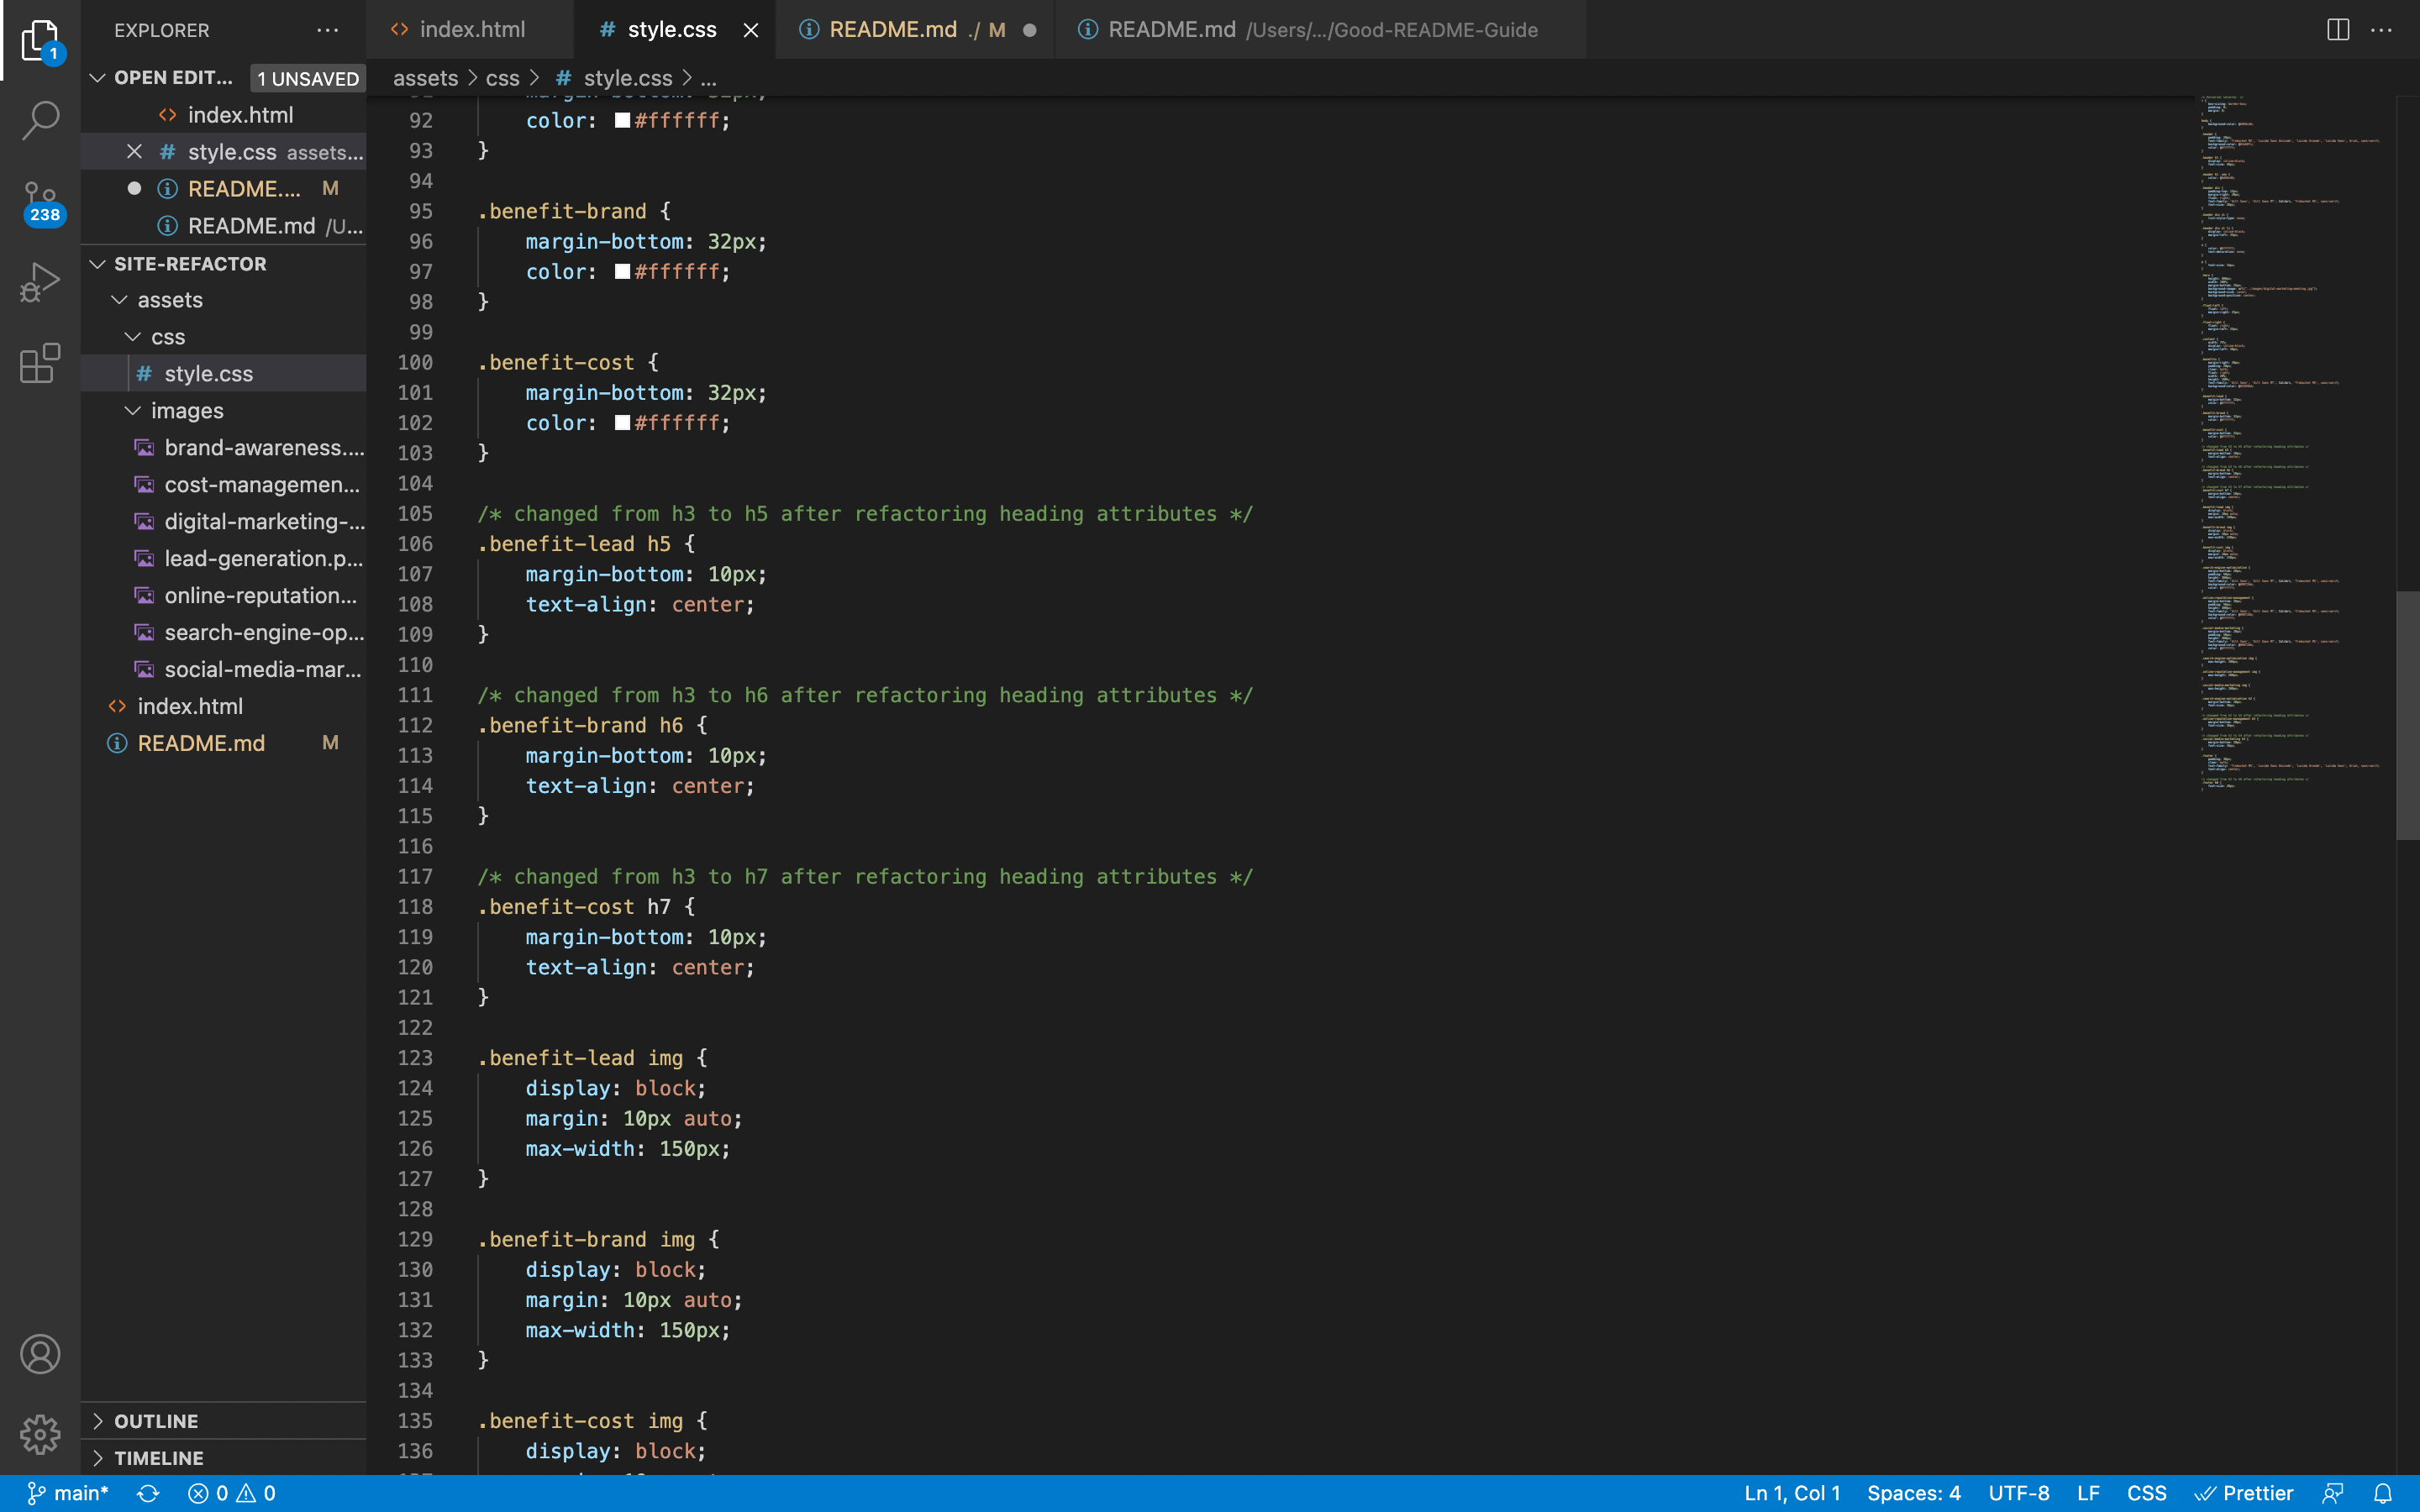 EXPLORER ...
index.html
style.css
README.md ./ M
README.md /Users/.../Good-README-Guide
1
OPEN EDIT... 1 UNSAVED
index.html
style.css assets...
README.... M
README.md /U...
238
SITE-REFACTOR
assets
css
style.css
images
brand-awareness....
cost-managemen...
digital-marketing-...
lead-generation.p...
online-reputation...
search-engine-op...
social-media-mar...
index.html
README.md M
OUTLINE
TIMELINE
assets > css > # style.css > ...
92 color: #ffffff;
93 }
94
95 .benefit-brand {
96 margin-bottom: 32px;
97 color: #ffffff;
98 }
99
100 .benefit-cost {
101 margin-bottom: 32px;
102 color: #ffffff;
103 }
104
105 /* changed from h3 to h5 after refactoring heading attributes */
106 .benefit-lead h5 {
107 margin-bottom: 10px;
108 text-align: center;
109 }
110
111 /* changed from h3 to h6 after refactoring heading attributes */
112 .benefit-brand h6 {
113 margin-bottom: 10px;
114 text-align: center;
115 }
116
117 /* changed from h3 to h7 after refactoring heading attributes */
118 .benefit-cost h7 {
119 margin-bottom: 10px;
120 text-align: center;
121 }
122
123 .benefit-lead img {
124 display: block;
125 margin: 10px auto;
126 max-width: 150px;
127 }
128
129 .benefit-brand img {
130 display: block;
131 margin: 10px auto;
132 max-width: 150px;
133 }
134
135 .benefit-cost img {
136 display: block;
main* 0 0
Ln 1, Col 1 Spaces: 4 UTF-8 LF CSS Prettier